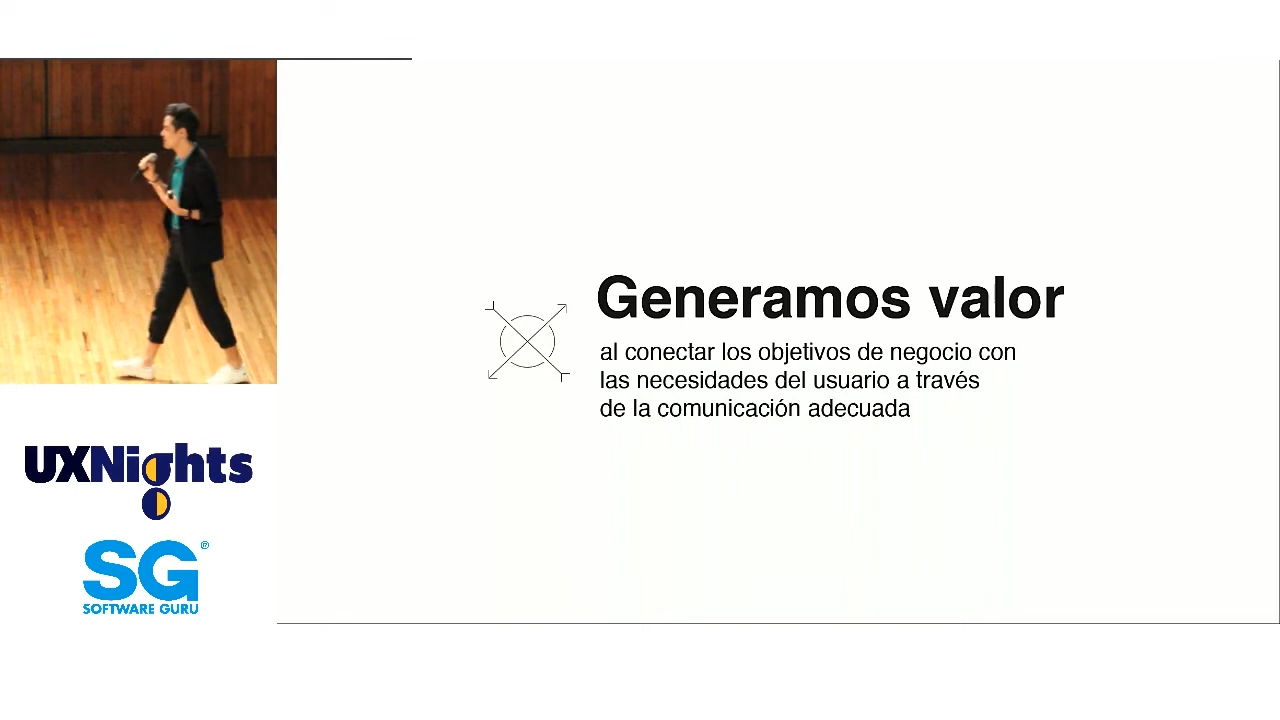 Generamos valor
al conectar los objetivos de negocio con
las necesidades del usuario a través
de la comunicación adecuada
UXNights
SG®
SOFTWARE GURU